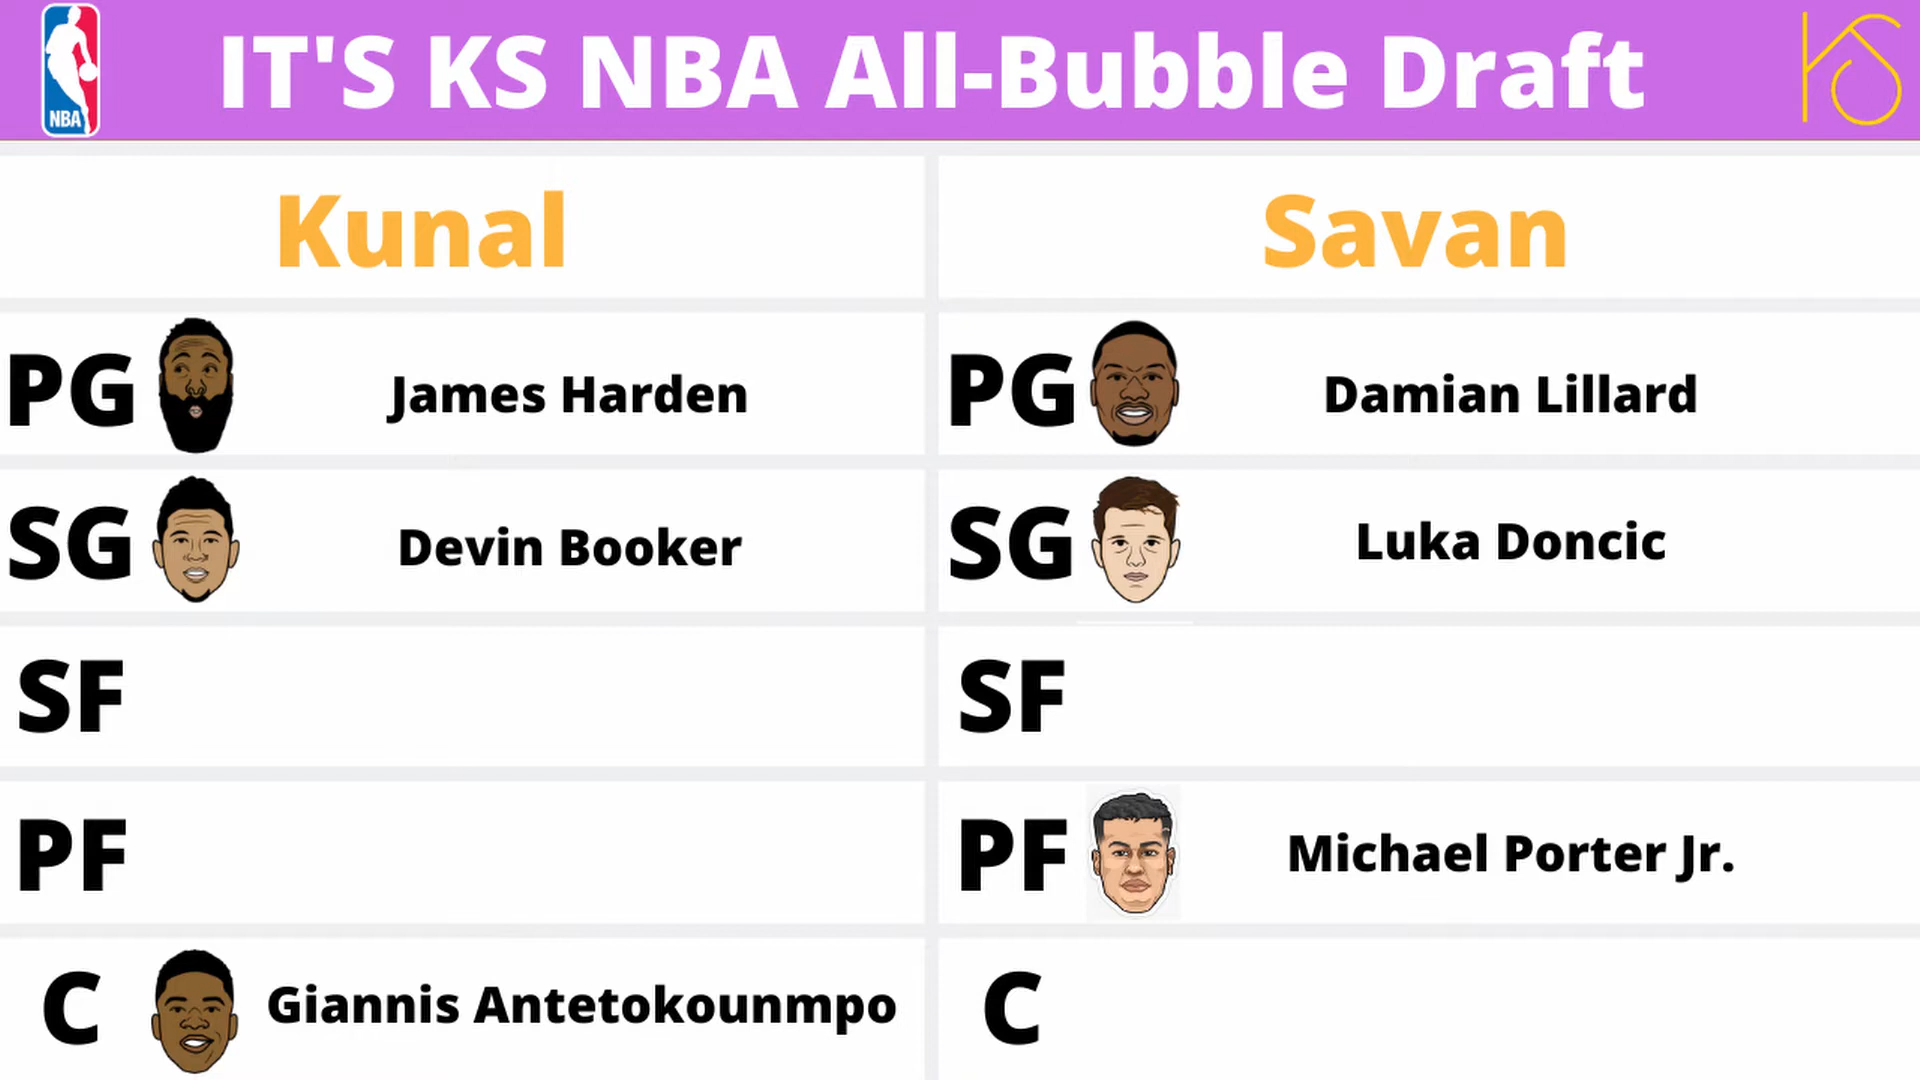 NBA
IT'S KS NBA All-Bubble Draft
KS
Kunal
Savan
PG James Harden
PG Damian Lillard
SG Devin Booker
SG Luka Doncic
SF
SF
PF
PF Michael Porter Jr.
C Giannis Antetokounmpo
C